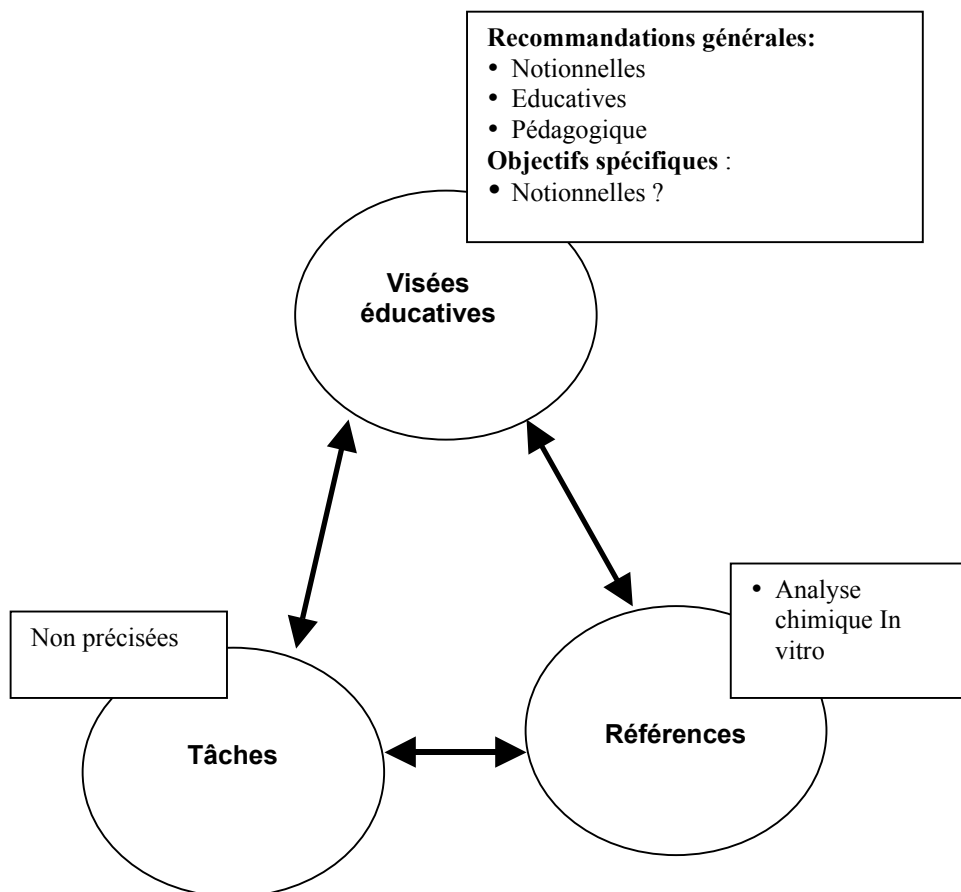 Recommandations générales:
• Notionnelles
• Educatives
• Pédagogique
Objectifs spécifiques :
• Notionnelles ?
Visées
éducatives
Non précisées
• Analyse
chimique In
vitro
Tâches
Références